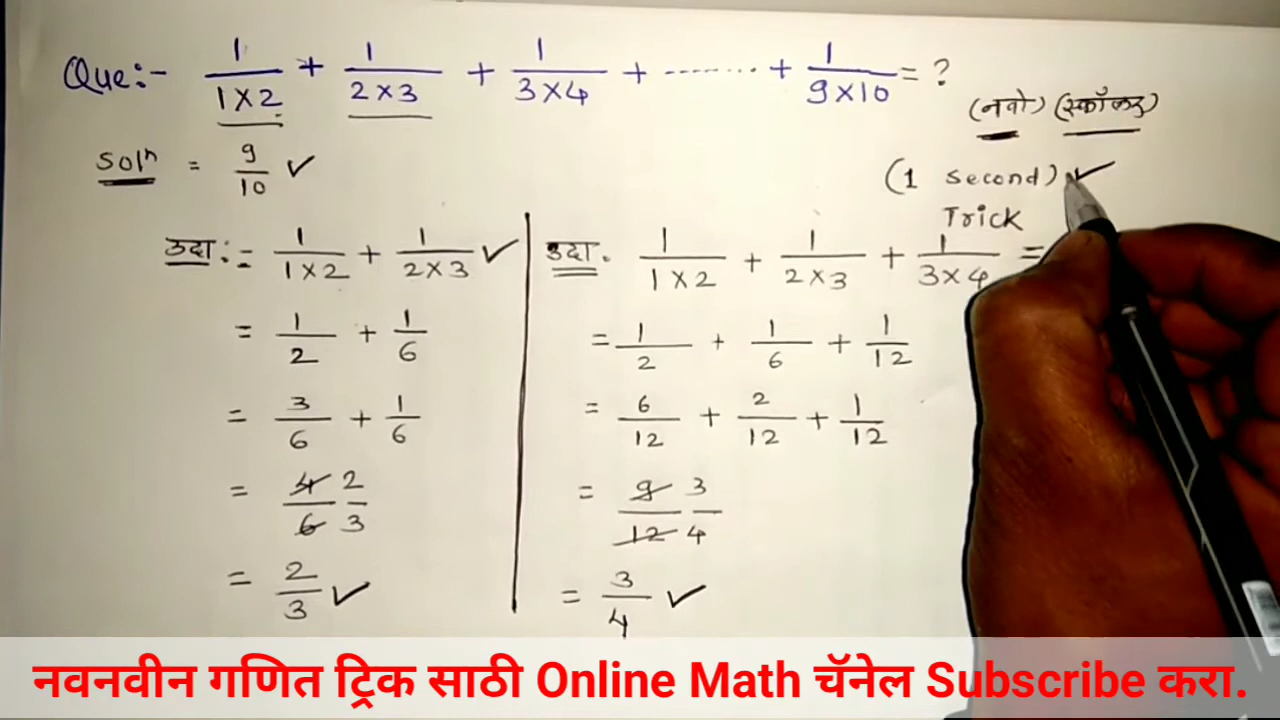 Que:- 1/1×2 + 1/2×3 + 1/3×4 + ........ + 1/9×10 = ?
(नवो) (स्कॉलर)
Solⁿ = 9/10 ✓
(1 second) ✓
Trick
उदा := 1/1×2 + 1/2×3 ✓
= 1/2 + 1/6
= 3/6 + 1/6
= 4/6 2/3
= 2/3 ✓
उदा. 1/1×2 + 1/2×3 + 1/3×4 =
= 1/2 + 1/6 + 1/12
= 6/12 + 2/12 + 1/12
= 9/12 3/4
= 3/4 ✓
नवनवीन गणित ट्रिक साठी Online Math चॅनेल Subscribe करा.